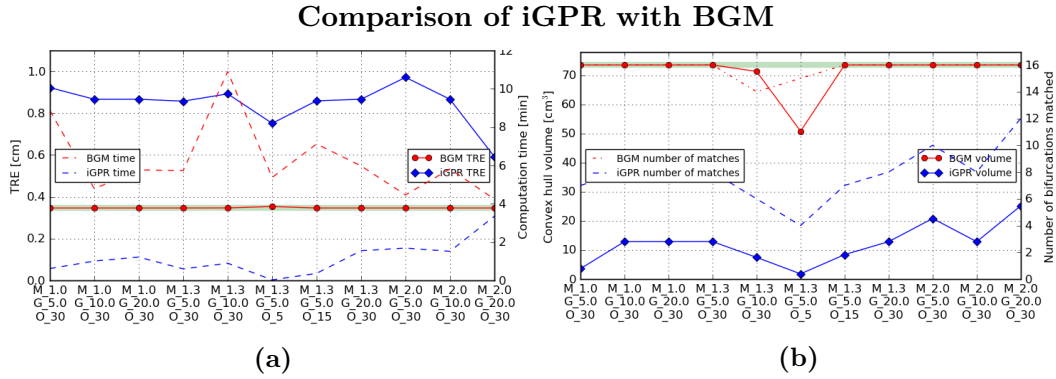 Comparison of iGPR with BGM
1.0
0.8
0.6
0.4
0.2
0.0
TRE [cm]
BGM time
iGPR time
BGM TRE
iGPR TRE
12
10
8
6
4
2
0
Computation time [min]
M_1.0 M_1.0 M_1.0 M_1.3 M_1.3 M_1.3 M_1.3 M_1.3 M_2.0 M_2.0 M_2.0
G_5.0 G_10.0 G_20.0 G_5.0 G_10.0 G_5.0 G_5.0 G_20.0 G_5.0 G_10.0 G_20.0
O_30 O_30 O_30 O_30 O_30 O_5 O_15 O_30 O_30 O_30 O_30
(a)
70
60
50
40
30
20
10
0
Convex hull volume [cm³]
BGM number of matches
iGPR number of matches
BGM volume
iGPR volume
16
14
12
10
8
6
4
2
0
Number of bifurcations matched
M_1.0 M_1.0 M_1.0 M_1.3 M_1.3 M_1.3 M_1.3 M_1.3 M_2.0 M_2.0 M_2.0
G_5.0 G_10.0 G_20.0 G_5.0 G_10.0 G_5.0 G_5.0 G_20.0 G_5.0 G_10.0 G_20.0
O_30 O_30 O_30 O_30 O_30 O_5 O_15 O_30 O_30 O_30 O_30
(b)